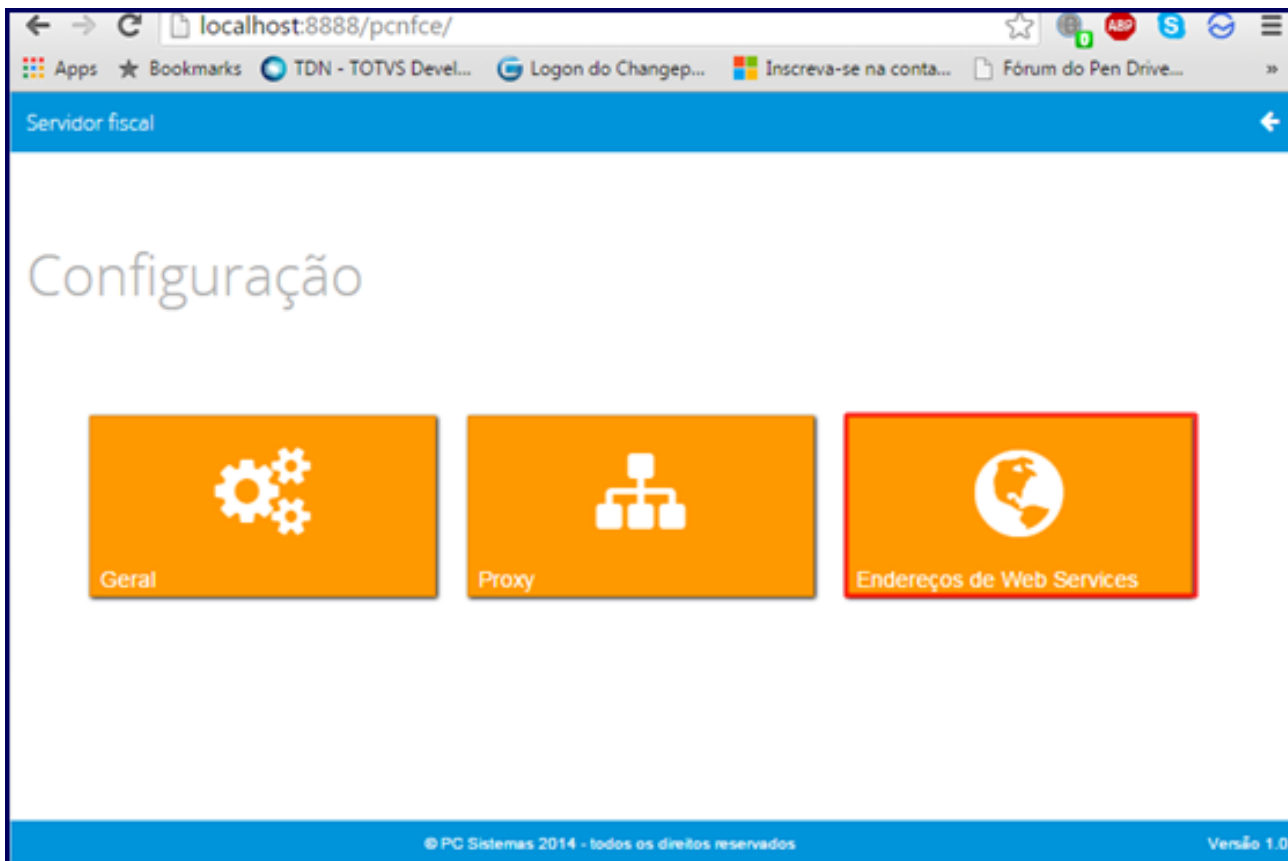 localhost:8888/pcnfce/
0
ABP
S
Apps Bookmarks TDN - TOTVS Devel... Logon do Changep... Inscreva-se na conta... Fórum do Pen Drive... »
Servidor fiscal
Configuração
Geral
Proxy
Endereços de Web Services
© PC Sistemas 2014 - todos os direitos reservados
Versão 1.0